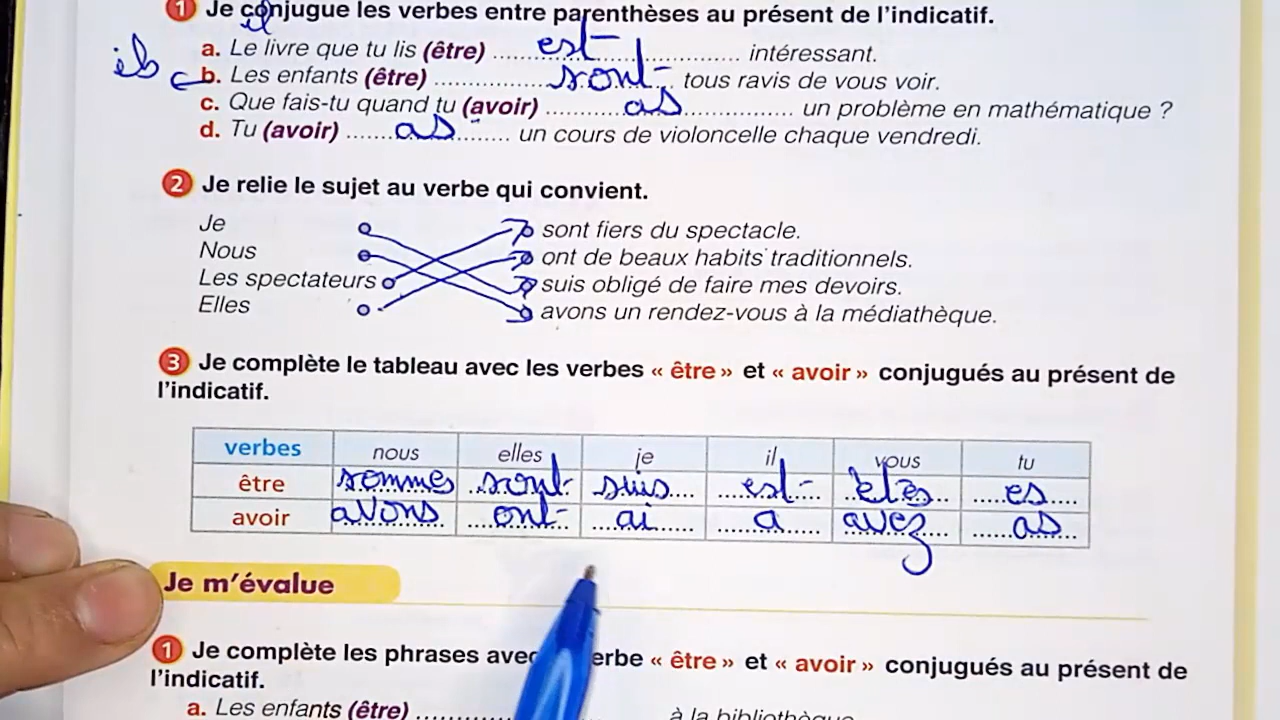 1 Je conjugue les verbes entre parenthèses au présent de l'indicatif.
il
a. Le livre que tu lis (être) ...... est ...... intéressant.
ils b. Les enfants (être) ...... sont ...... tous ravis de vous voir.
c. Que fais-tu quand tu (avoir) ...... as ...... un problème en mathématique ?
d. Tu (avoir) ...... as ...... un cours de violoncelle chaque vendredi.
2 Je relie le sujet au verbe qui convient.
Je sont fiers du spectacle.
Nous ont de beaux habits traditionnels.
Les spectateurs suis obligé de faire mes devoirs.
Elles avons un rendez-vous à la médiathèque.
3 Je complète le tableau avec les verbes « être » et « avoir » conjugués au présent de
l'indicatif.
verbes nous elles je il vous tu
être sommes sont suis est êtes es
avoir avons ont ai a avez as
Je m'évalue
1 Je complète les phrases avec erbe « être » et « avoir » conjugués au présent de
l'indicatif.
a. Les enfants (être) ...... à la bibliothèque